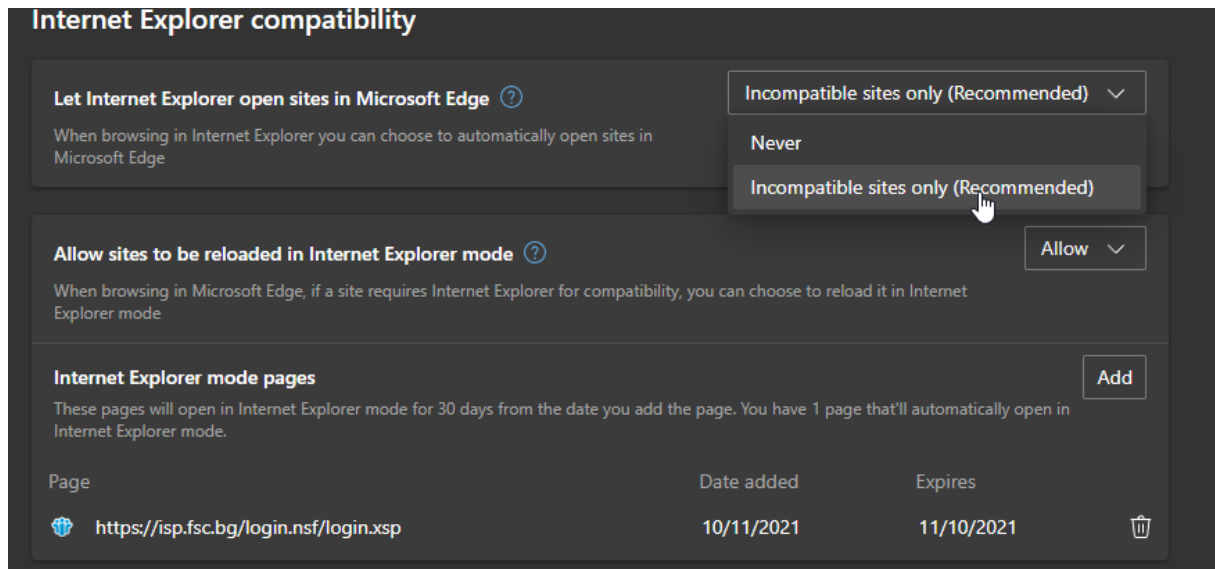 Internet Explorer compatibility
Let Internet Explorer open sites in Microsoft Edge
Incompatible sites only (Recommended)
When browsing in Internet Explorer you can choose to automatically open sites in
Microsoft Edge
Never
Incompatible sites only (Recommended)
Allow sites to be reloaded in Internet Explorer mode
Allow
When browsing in Microsoft Edge, if a site requires Internet Explorer for compatibility, you can choose to reload it in Internet
Explorer mode
Internet Explorer mode pages
Add
These pages will open in Internet Explorer mode for 30 days from the date you add the page. You have 1 page that'll automatically open in
Internet Explorer mode.
Page Date added Expires
https://isp.fsc.bg/login.nsf/login.xsp 10/11/2021 11/10/2021